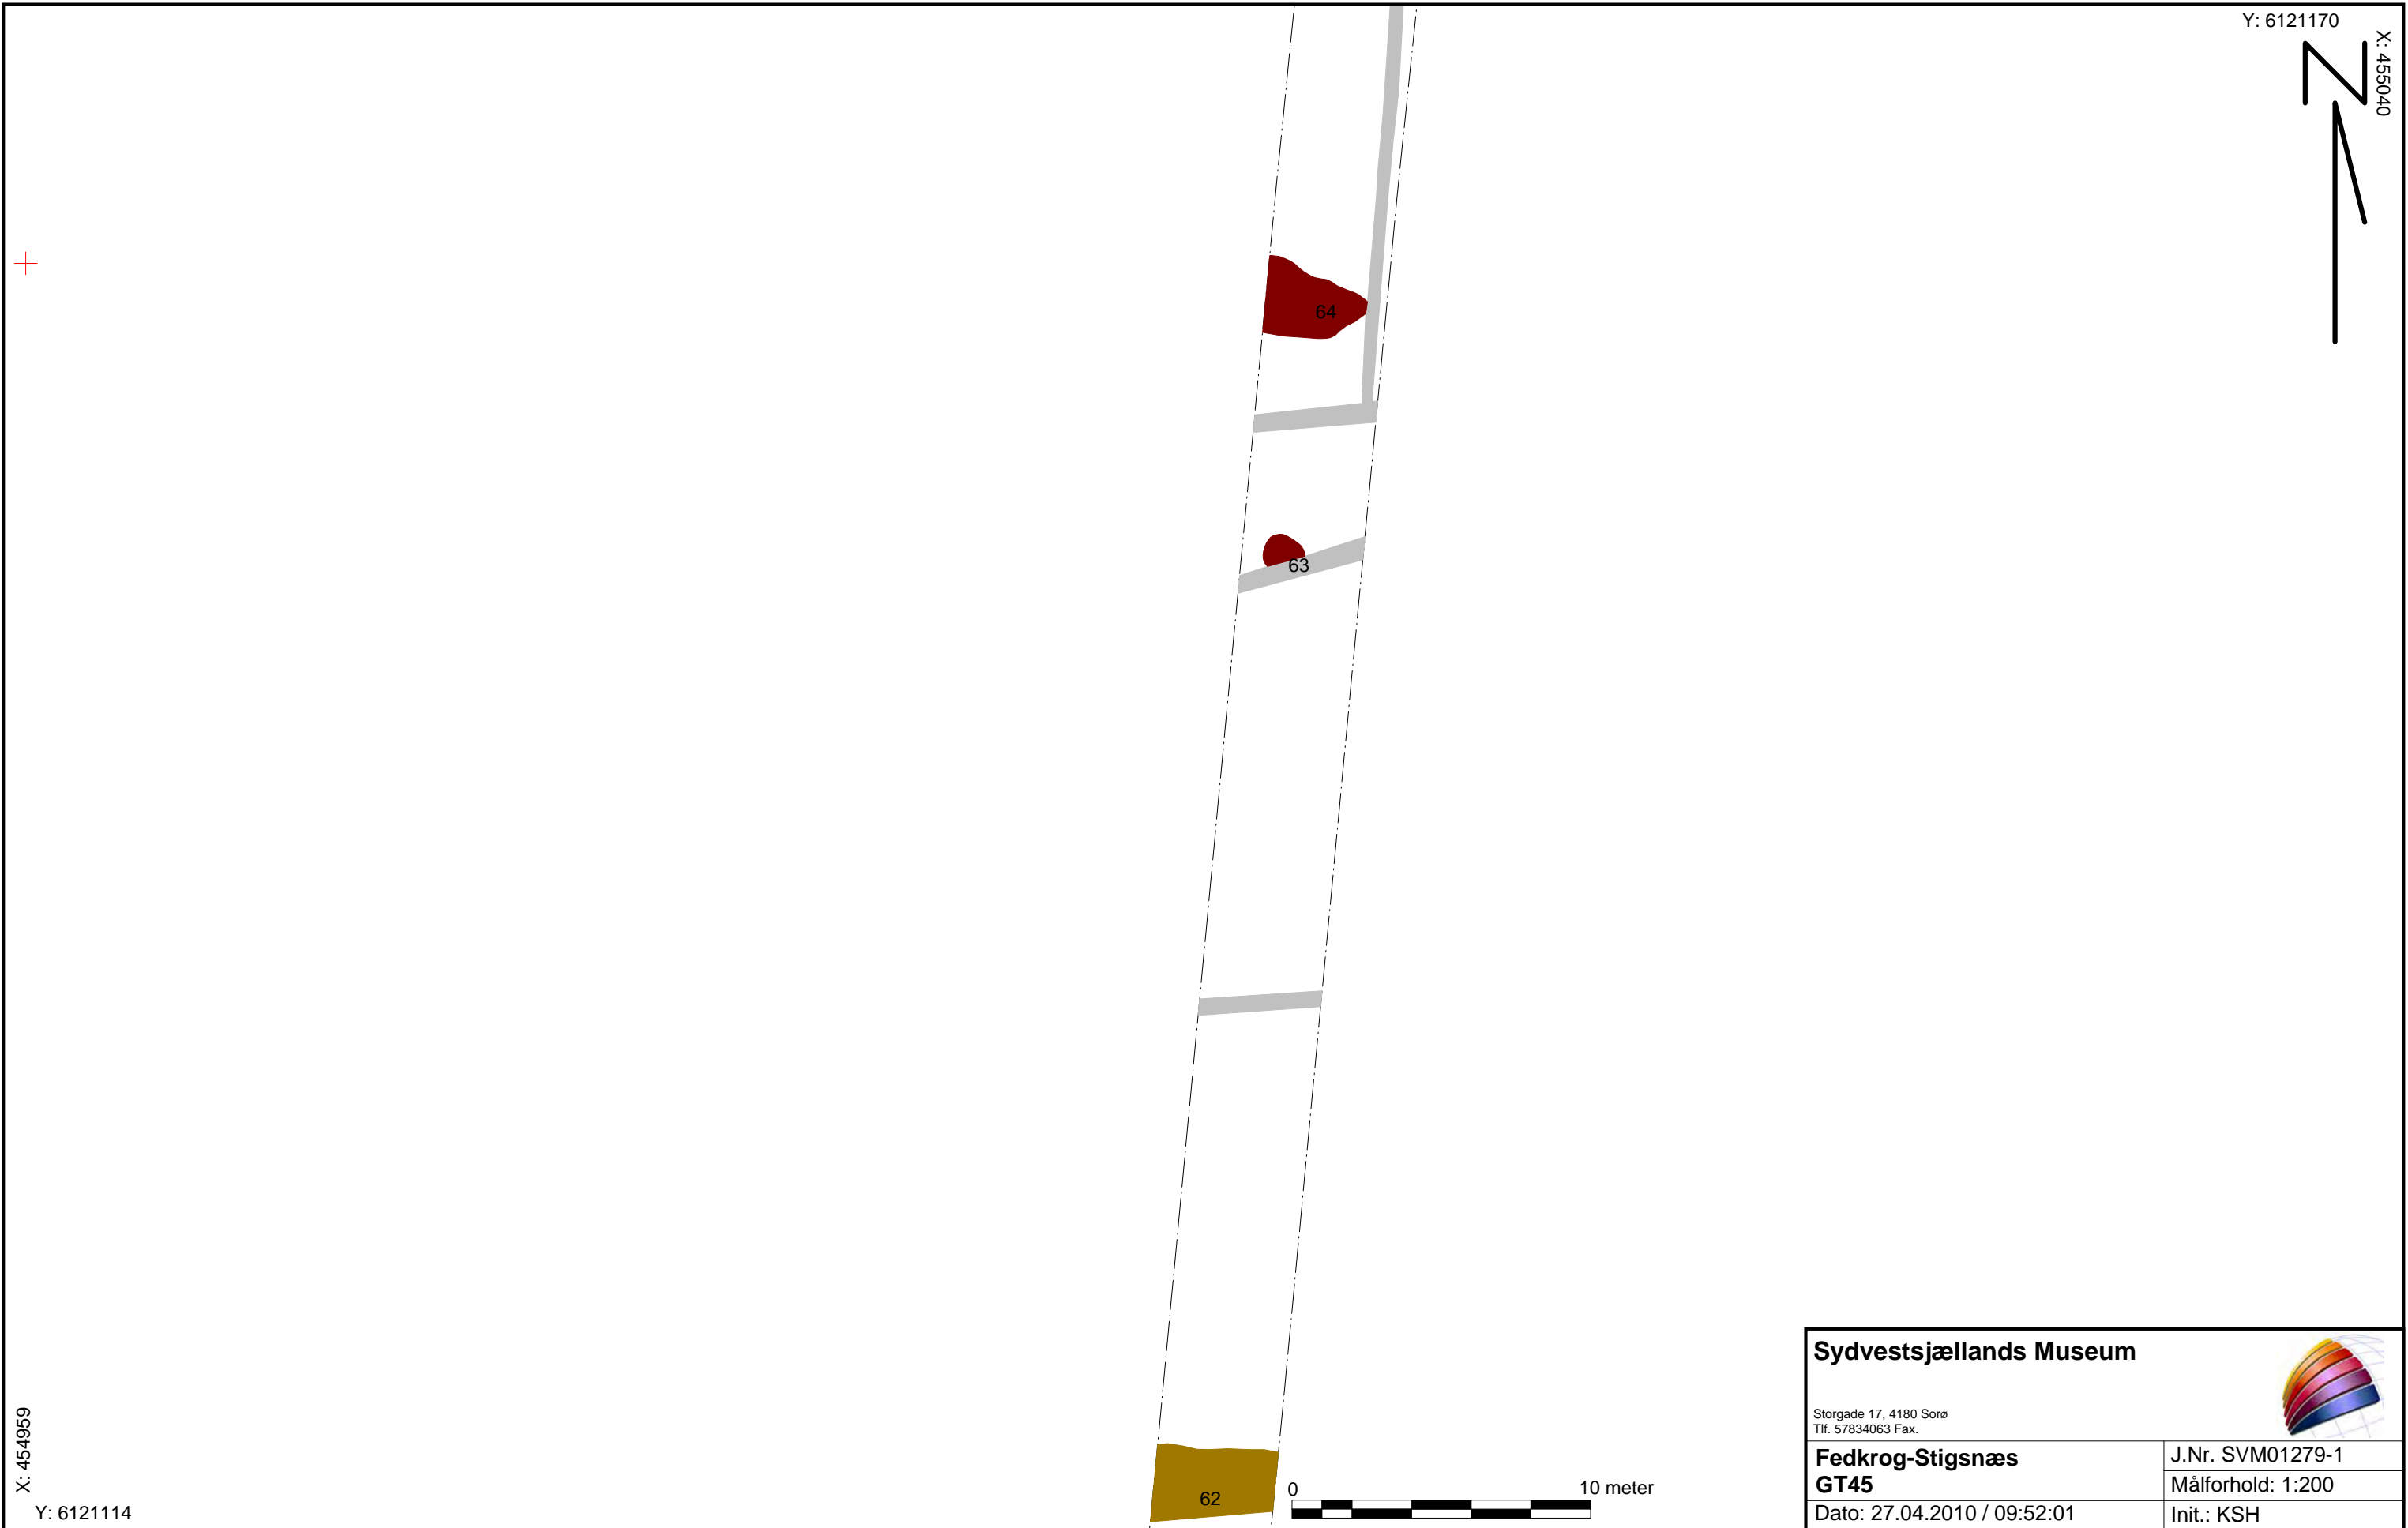 Y: 6121170
X: 455040
64
63
X: 454959
Y: 6121114
62
0
10 meter
Sydvestsjællands Museum
Storgade 17, 4180 Sorø
Tlf. 57834063 Fax.
Fedkrog-Stigsnæs
GT45
J.Nr. SVM01279-1
Målforhold: 1:200
Dato: 27.04.2010 / 09:52:01
Init.: KSH